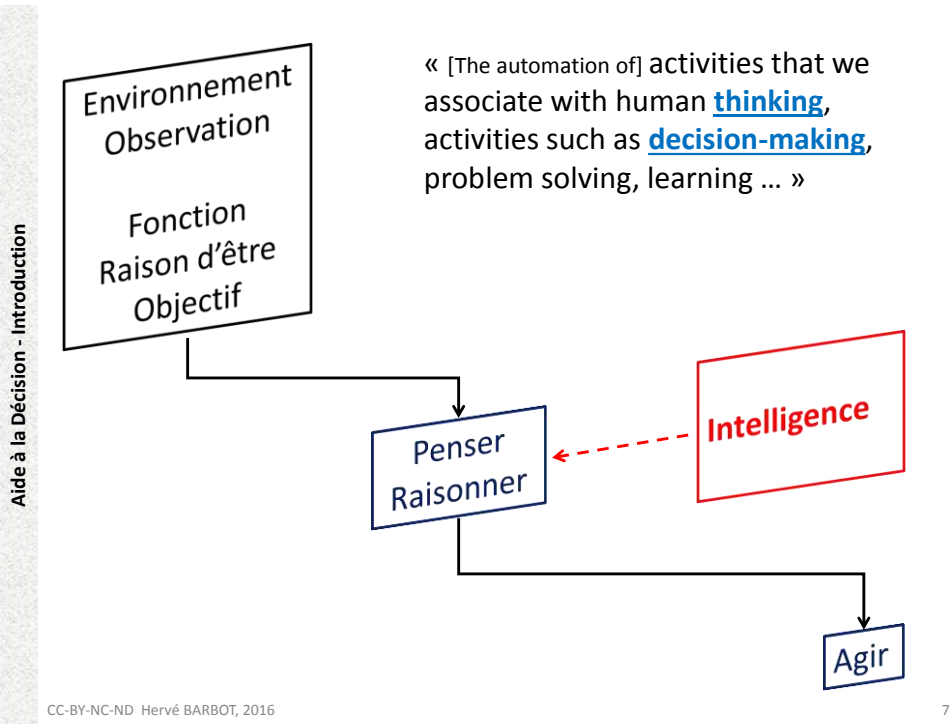 Aide à la Décision - Introduction
Environnement
Observation
Fonction
Raison d'être
Objectif
« [The automation of] activities that we
associate with human thinking,
activities such as decision-making,
problem solving, learning … »
Intelligence
Penser
Raisonner
Agir
CC-BY-NC-ND Hervé BARBOT, 2016
7